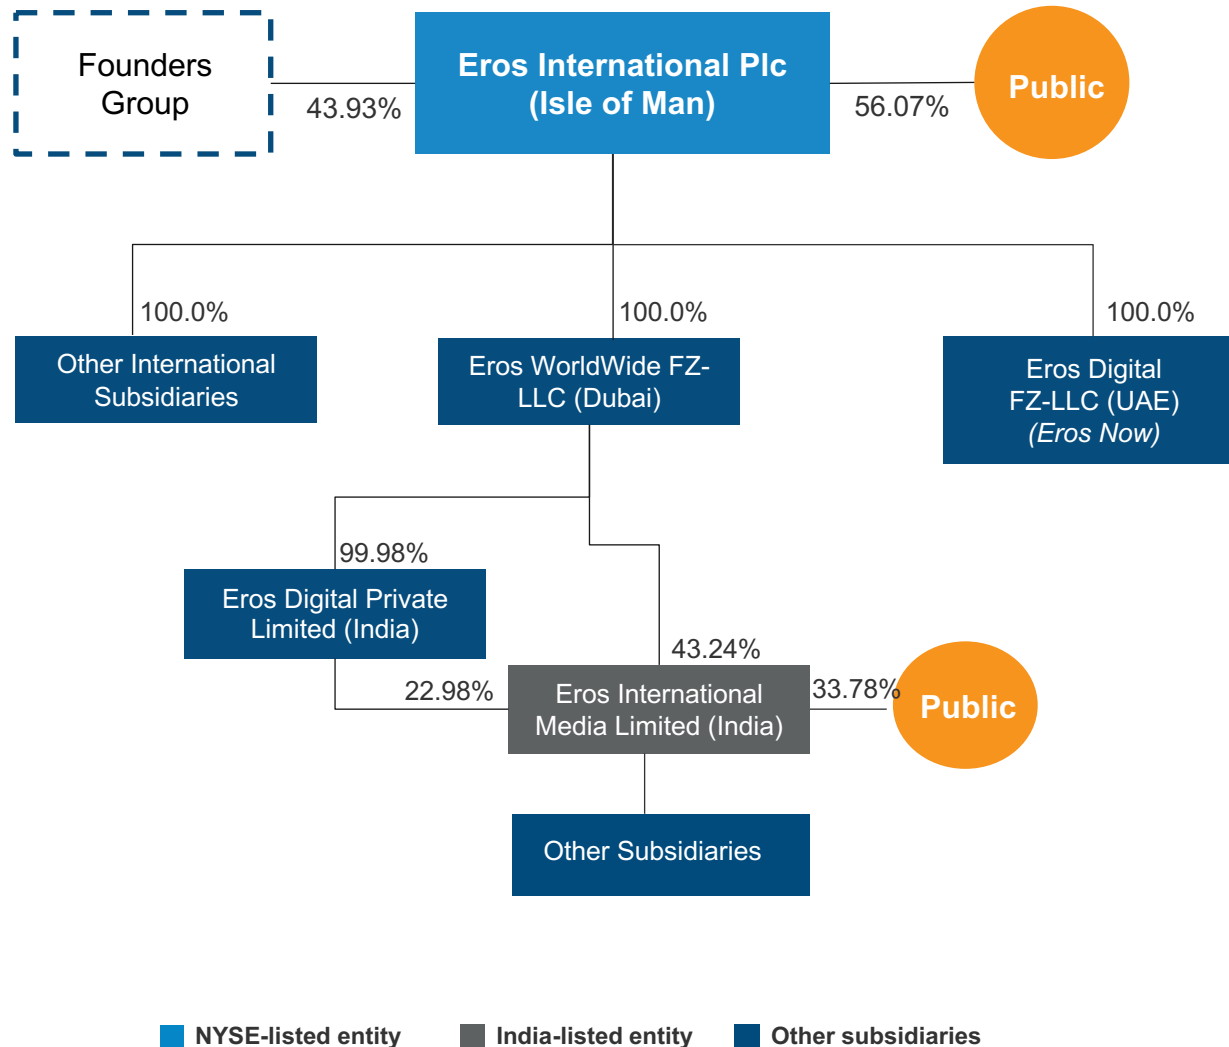 Founders
Group
43.93%
Eros International Plc
(Isle of Man)
56.07%
Public
100.0%
100.0%
100.0%
Other International
Subsidiaries
Eros WorldWide FZ-
LLC (Dubai)
Eros Digital
FZ-LLC (UAE)
(Eros Now)
99.98%
Eros Digital Private
Limited (India)
43.24%
22.98%
Eros International
Media Limited (India)
33.78%
Public
Other Subsidiaries
NYSE-listed entity
India-listed entity
Other subsidiaries